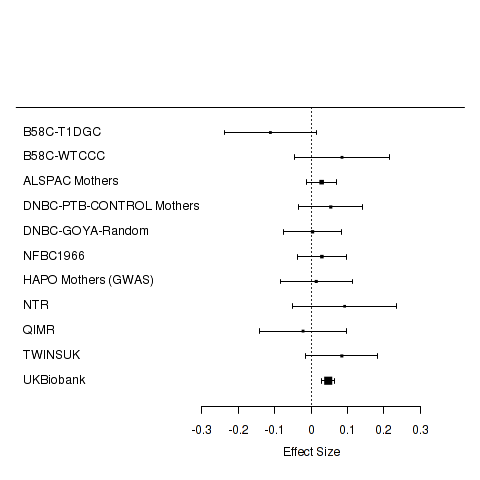 B58C-T1DGC
B58C-WTCCC
ALSPAC Mothers
DNBC-PTB-CONTROL Mothers
DNBC-GOYA-Random
NFBC1966
HAPO Mothers (GWAS)
NTR
QIMR
TWINSUK
UKBiobank
-0.3 -0.2 -0.1 0 0.1 0.2 0.3
Effect Size